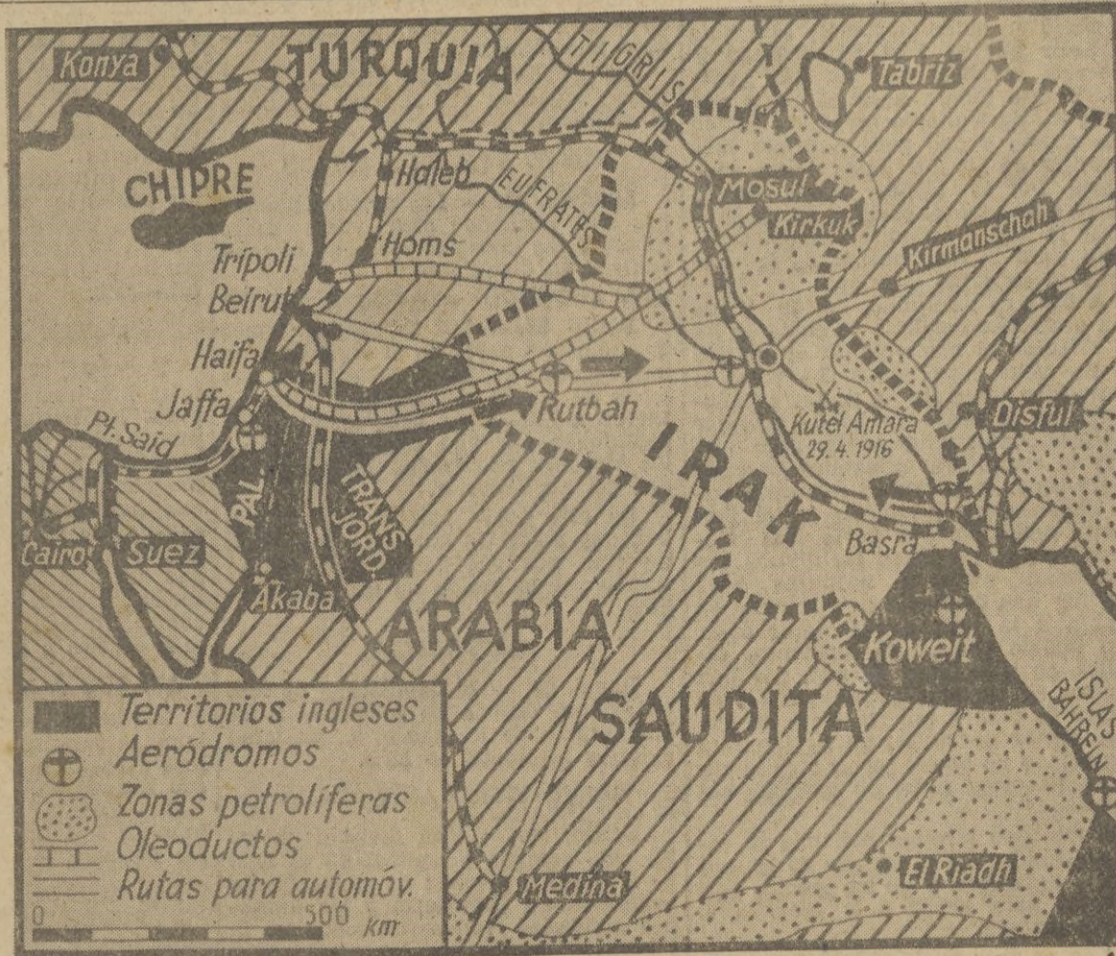 Konya
TURQUIA
TIGRIS
Tabriz
CHIPRE
Haleb
EUFRATES
Mosul
Kirkuk
Homs
Kirmanschah
Trípoli
Beirut
Haifa
Jaffa
Rutbah
Kutel Amara
29.4.1916
Disful
Pt. Said
IRAK
PAL
TRANS
JORD.
Cairo
Suez
Basra
Akaba
ARABIA
Koweit
SAUDITA
ISLAS
BAHREIN
Territorios ingleses
Aeródromos
Zonas petrolíferas
Oleoductos
Rutas para automóv.
0 500 km
Medina
El Riadh